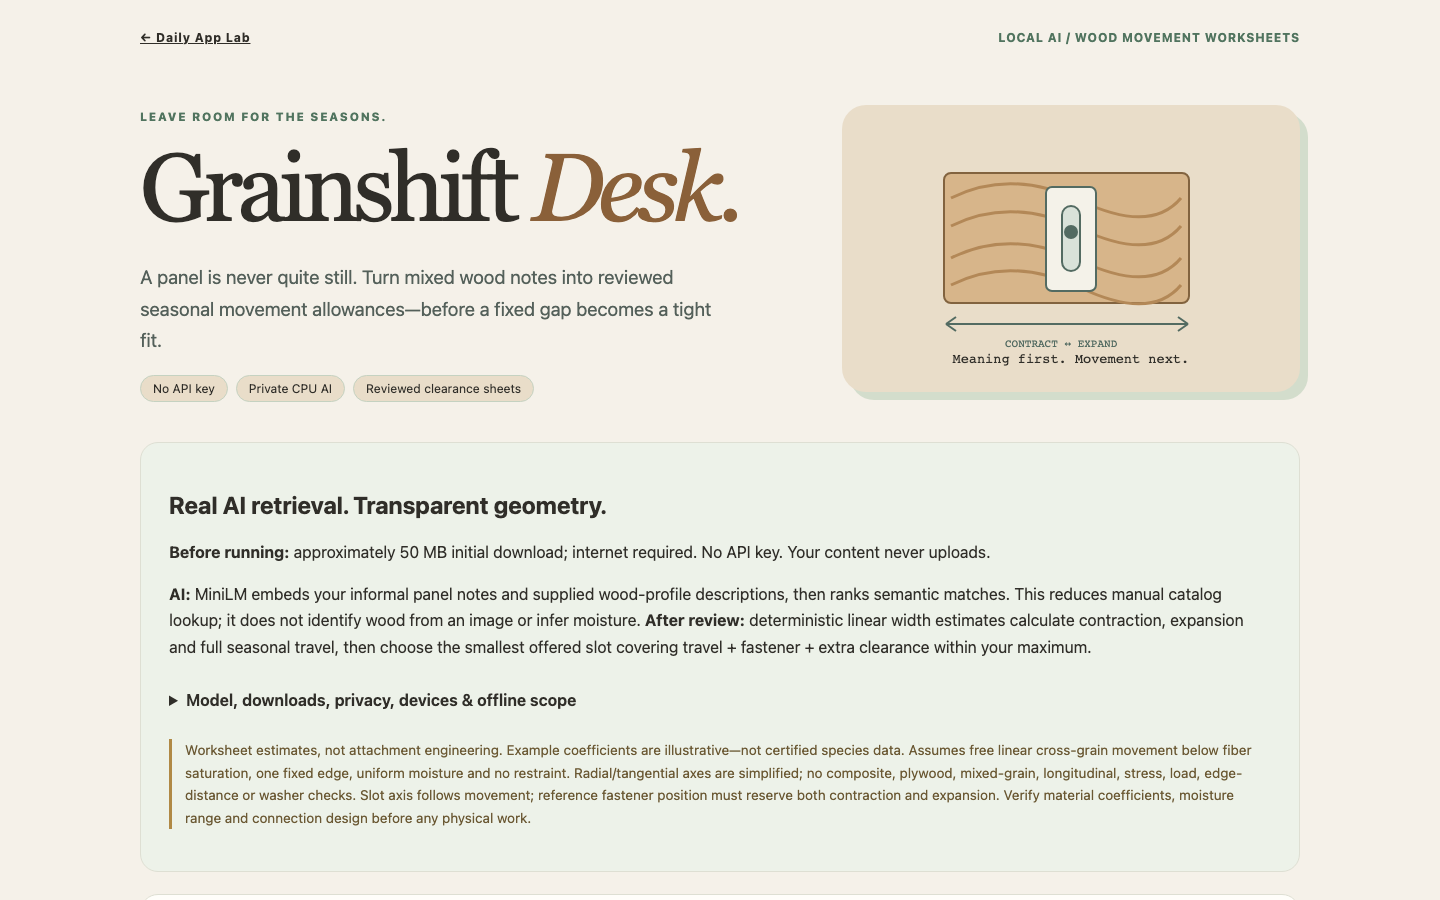 ← Daily App Lab
LOCAL AI / WOOD MOVEMENT WORKSHEETS
LEAVE ROOM FOR THE SEASONS.
Grainshift Desk.
A panel is never quite still. Turn mixed wood notes into reviewed
seasonal movement allowances—before a fixed gap becomes a tight
fit.
No API key
Private CPU AI
Reviewed clearance sheets
CONTRACT ↔ EXPAND
Meaning first. Movement next.
Real AI retrieval. Transparent geometry.
Before running: approximately 50 MB initial download; internet required. No API key. Your content never uploads.
AI: MiniLM embeds your informal panel notes and supplied wood-profile descriptions, then ranks semantic matches. This reduces manual catalog
lookup; it does not identify wood from an image or infer moisture. After review: deterministic linear width estimates calculate contraction, expansion
and full seasonal travel, then choose the smallest offered slot covering travel + fastener + extra clearance within your maximum.
▶ Model, downloads, privacy, devices & offline scope
Worksheet estimates, not attachment engineering. Example coefficients are illustrative—not certified species data. Assumes free linear cross-grain movement below fiber
saturation, one fixed edge, uniform moisture and no restraint. Radial/tangential axes are simplified; no composite, plywood, mixed-grain, longitudinal, stress, load, edge-
distance or washer checks. Slot axis follows movement; reference fastener position must reserve both contraction and expansion. Verify material coefficients, moisture
range and connection design before any physical work.